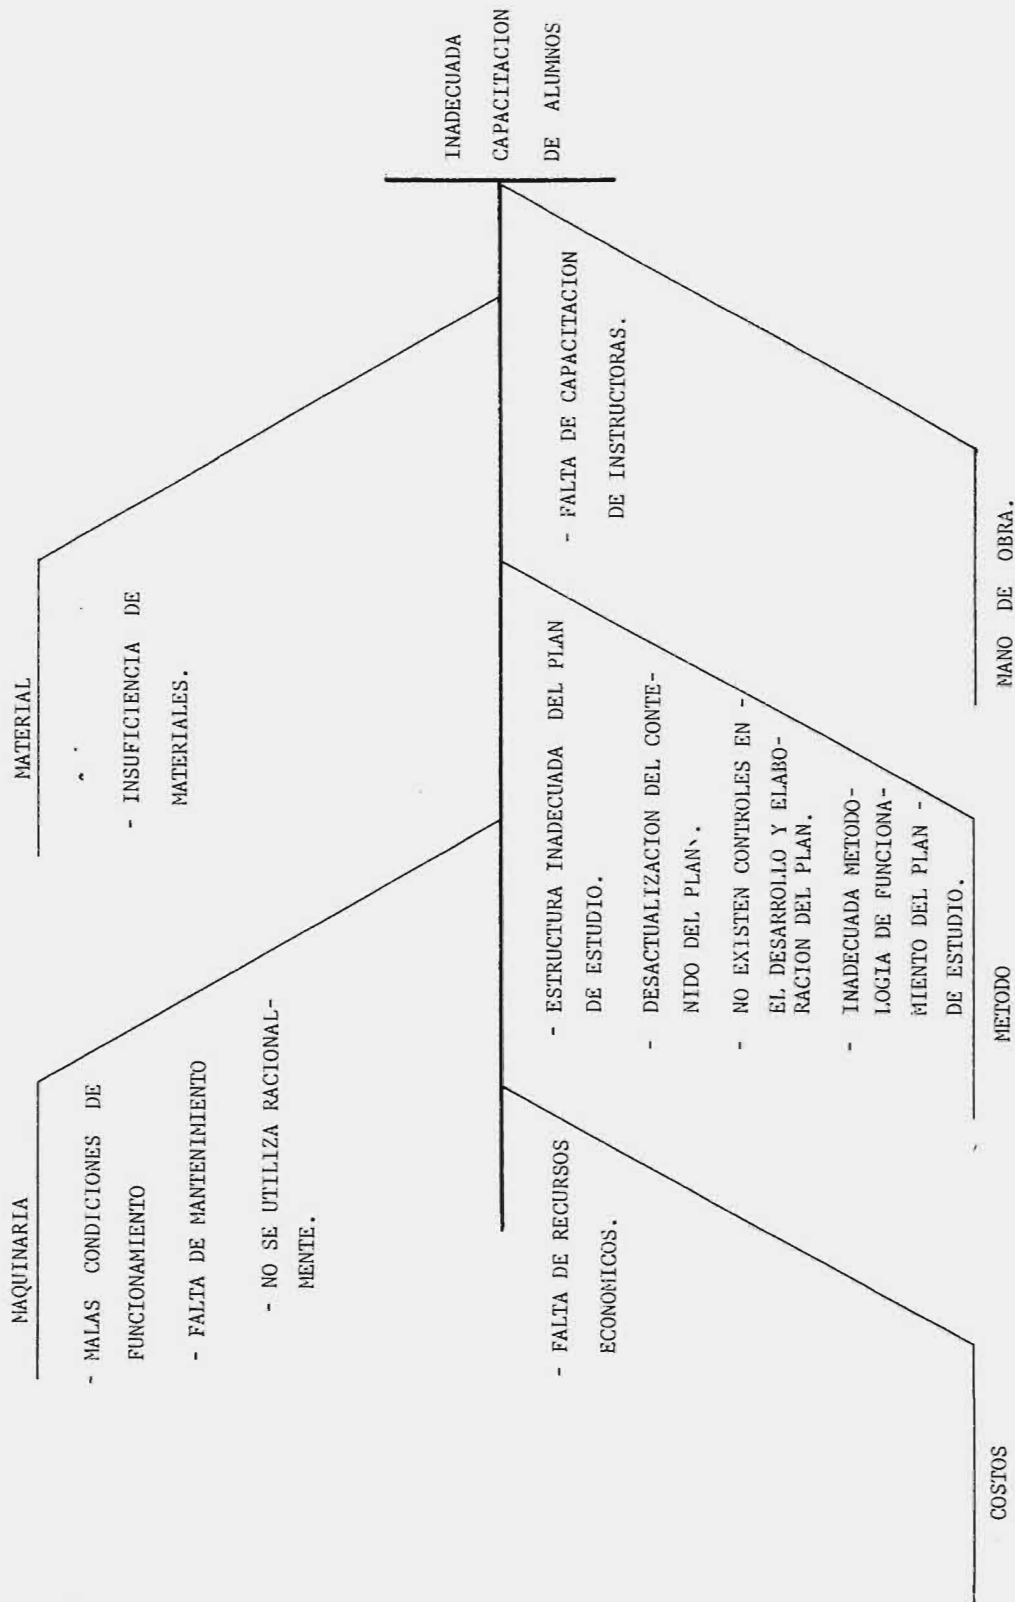 MAQUINARIA
- MALAS CONDICIONES DE
FUNCIONAMIENTO
- FALTA DE MANTENIMIENTO
- NO SE UTILIZA RACIONAL-
MENTE.
MATERIAL
- INSUFICIENCIA DE
MATERIALES.
INADECUADA
CAPACITACION
DE ALUMNOS
- FALTA DE RECURSOS
ECONOMICOS.
COSTOS
- ESTRUCTURA INADECUADA DEL PLAN
DE ESTUDIO.
- DESACTUALIZACION DEL CONTE-
NIDO DEL PLAN.
- NO EXISTEN CONTROLES EN -
EL DESARROLLO Y ELABO-
RACION DEL PLAN.
- INADECUADA METODO-
LOGIA DE FUNCIONA-
MIENTO DEL PLAN -
DE ESTUDIO.
METODO
- FALTA DE CAPACITACION
DE INSTRUCTORAS.
MANO DE OBRA.